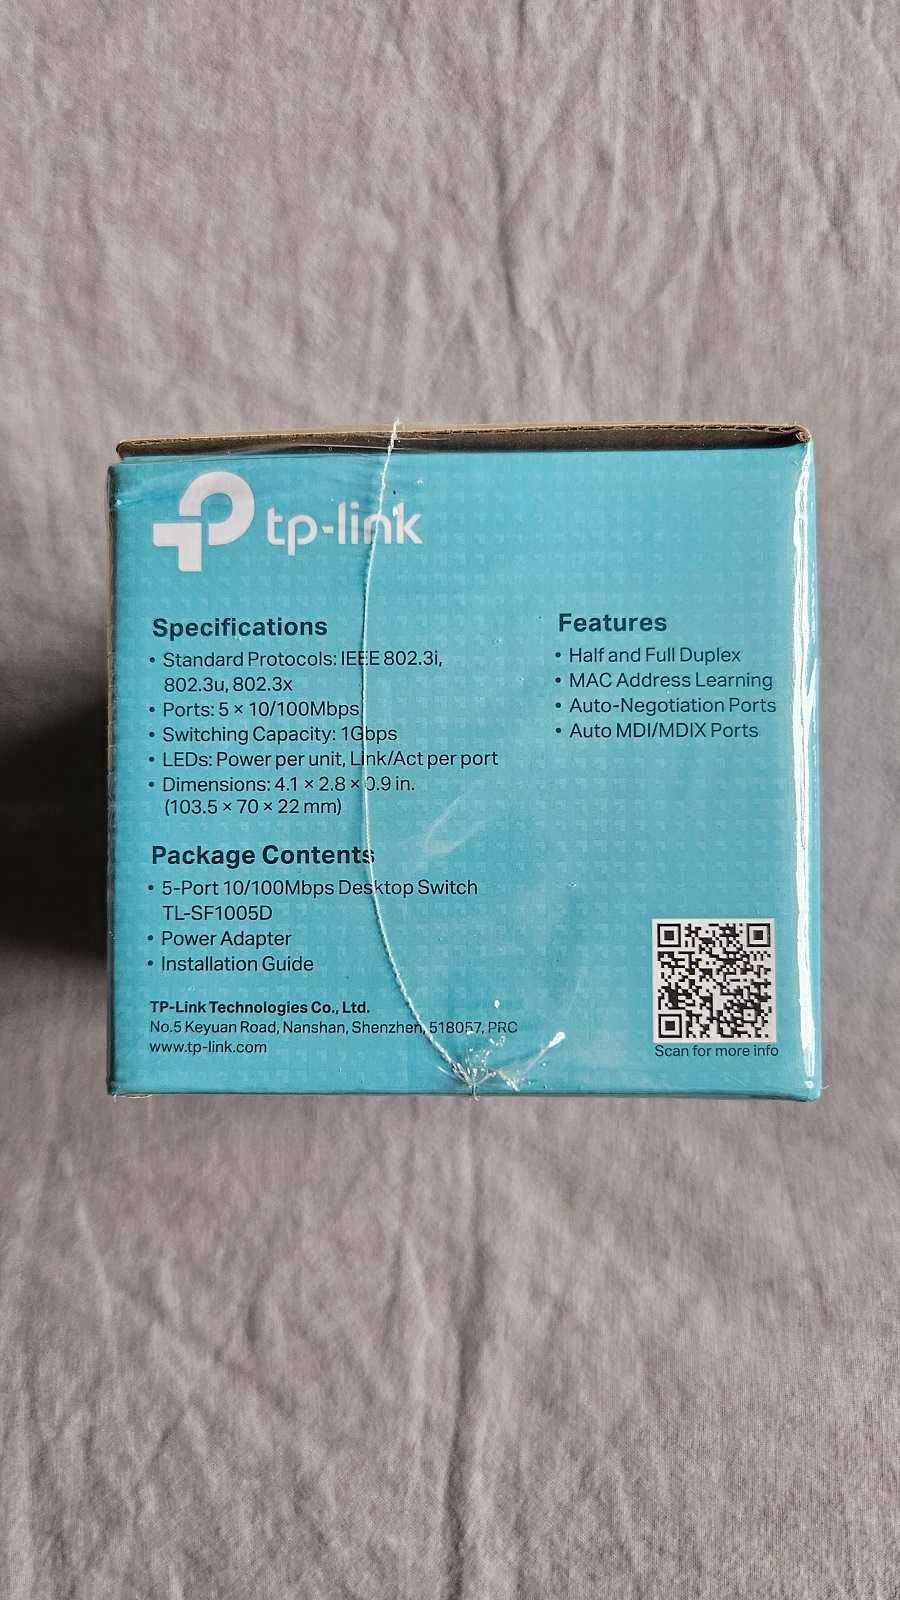 tp-link
Specifications
• Standard Protocols: IEEE 802.3i,
802.3u, 802.3x
• Ports: 5 × 10/100Mbps
• Switching Capacity: 1Gbps
• LEDs: Power per unit, Link/Act per port
• Dimensions: 4.1 × 2.8 × 0.9 in.
(103.5 × 70 × 22 mm)
Package Contents
• 5-Port 10/100Mbps Desktop Switch
TL-SF1005D
• Power Adapter
• Installation Guide
TP-Link Technologies Co., Ltd.
No.5 Keyuan Road, Nanshan, Shenzhen, 518057, PRC
www.tp-link.com
Features
• Half and Full Duplex
• MAC Address Learning
• Auto-Negotiation Ports
• Auto MDI/MDIX Ports
Scan for more info